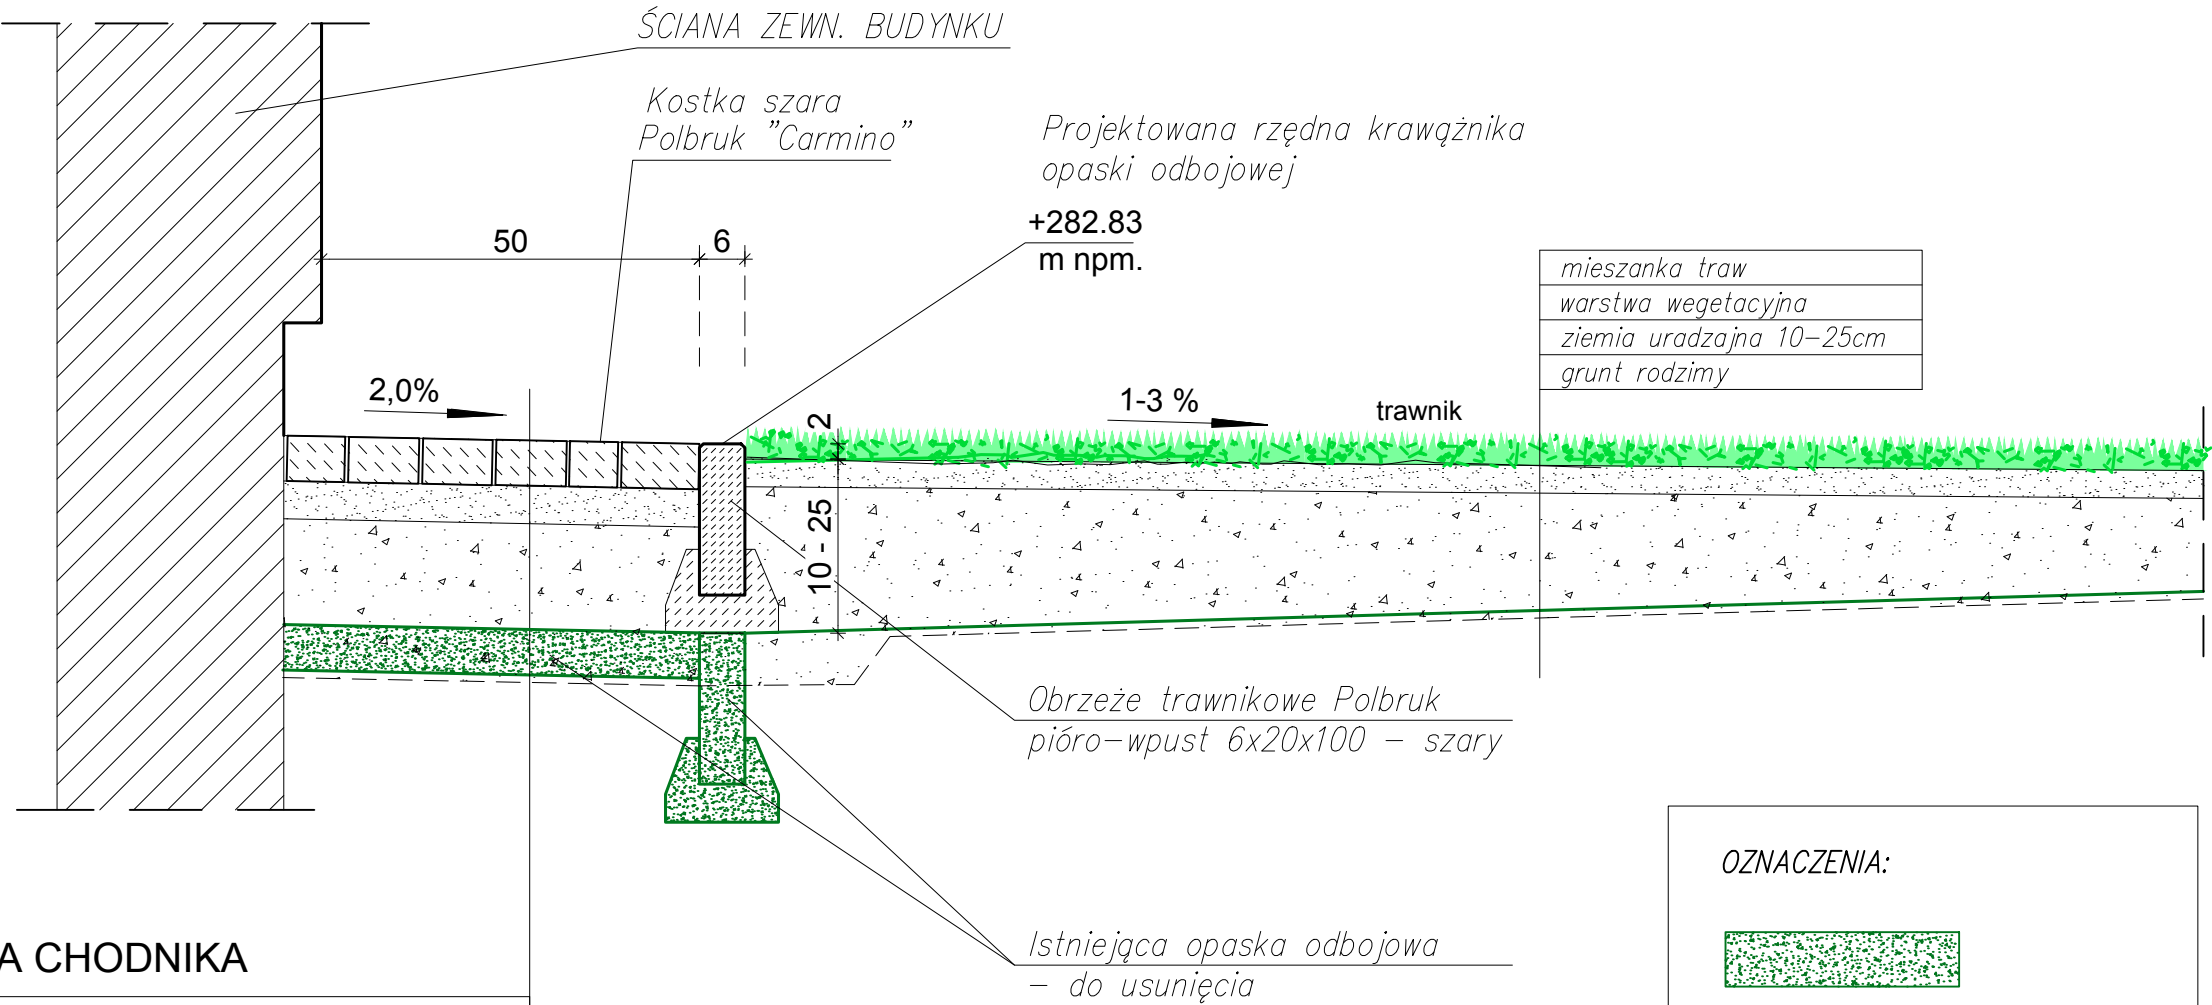 ŚCIANA ZEWN. BUDYNKU
Kostka szara
Polbruk ”Carmino”
Projektowana rzędna krawążnika
opaski odbojowej
+282.83
m npm.
50
6
mieszanka traw
warstwa wegetacyjna
ziemia uradzajna 10–25cm
grunt rodzimy
2,0%
2
1-3 %
trawnik
10 - 25
Obrzeże trawnikowe Polbruk
pióro–wpust 6x20x100 – szary
OZNACZENIA:
Istniejąca opaska odbojowa
– do usunięcia
A CHODNIKA